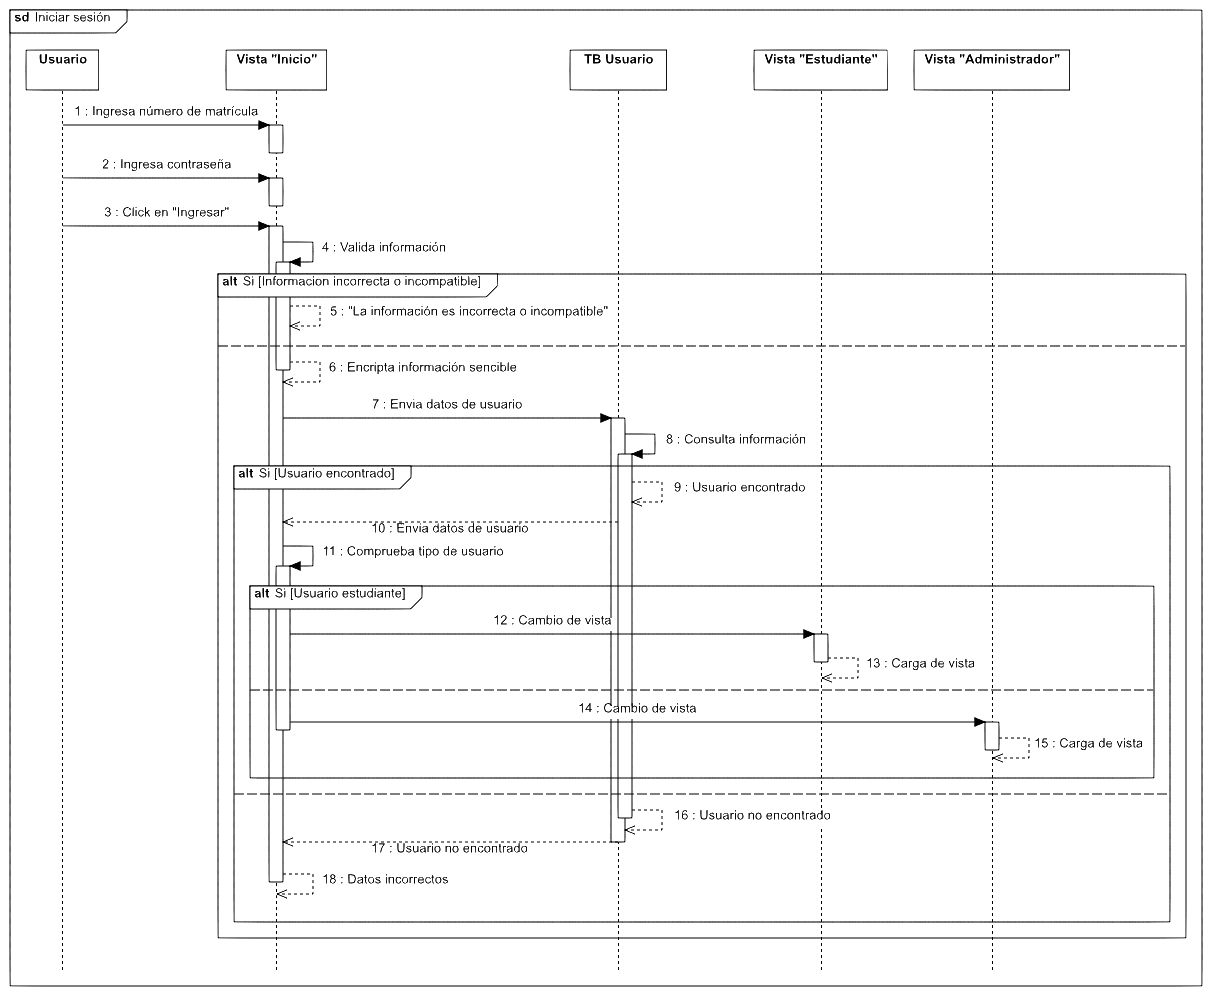 sd Iniciar sesión
Usuario
Vista "Inicio"
TB Usuario
Vista "Estudiante"
Vista "Administrador"
1 : Ingresa número de matrícula
2 : Ingresa contraseña
3 : Click en "Ingresar"
4 : Valida información
alt Si [Informacion incorrecta o incompatible]
5 : "La información es incorrecta o incompatible"
6 : Encripta información sencible
7 : Envia datos de usuario
8 : Consulta información
alt Si [Usuario encontrado]
9 : Usuario encontrado
10 : Envia datos de usuario
11 : Comprueba tipo de usuario
alt Si [Usuario estudiante]
12 : Cambio de vista
13 : Carga de vista
14 : Cambio de vista
15 : Carga de vista
16 : Usuario no encontrado
17 : Usuario no encontrado
18 : Datos incorrectos